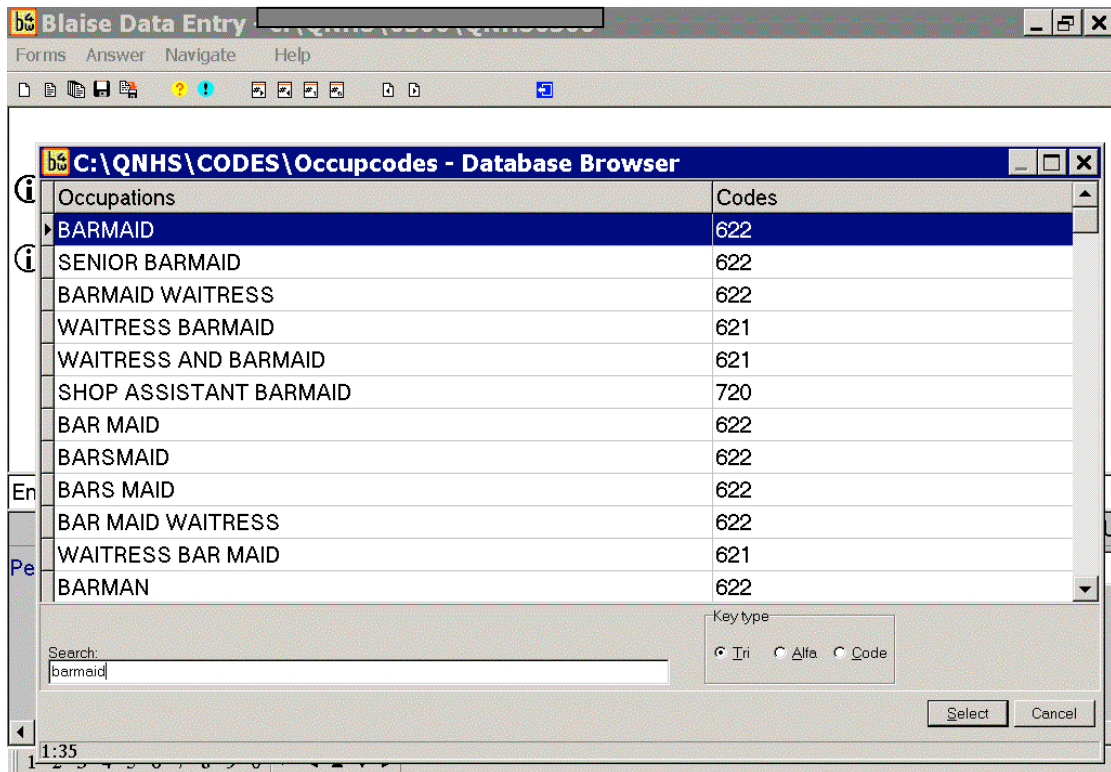 Blaise Data Entry -
Forms Answer Navigate Help
C:\QNHS\CODES\Occupcodes - Database Browser
Occupations Codes
BARMAID 622
SENIOR BARMAID 622
BARMAID WAITRESS 622
WAITRESS BARMAID 621
WAITRESS AND BARMAID 621
SHOP ASSISTANT BARMAID 720
BAR MAID 622
BARSMAID 622
BARS MAID 622
BAR MAID WAITRESS 622
WAITRESS BAR MAID 621
BARMAN 622
En
Pe
Key type
Search:
Tri Alfa Code
barmaid
Select Cancel
1:35